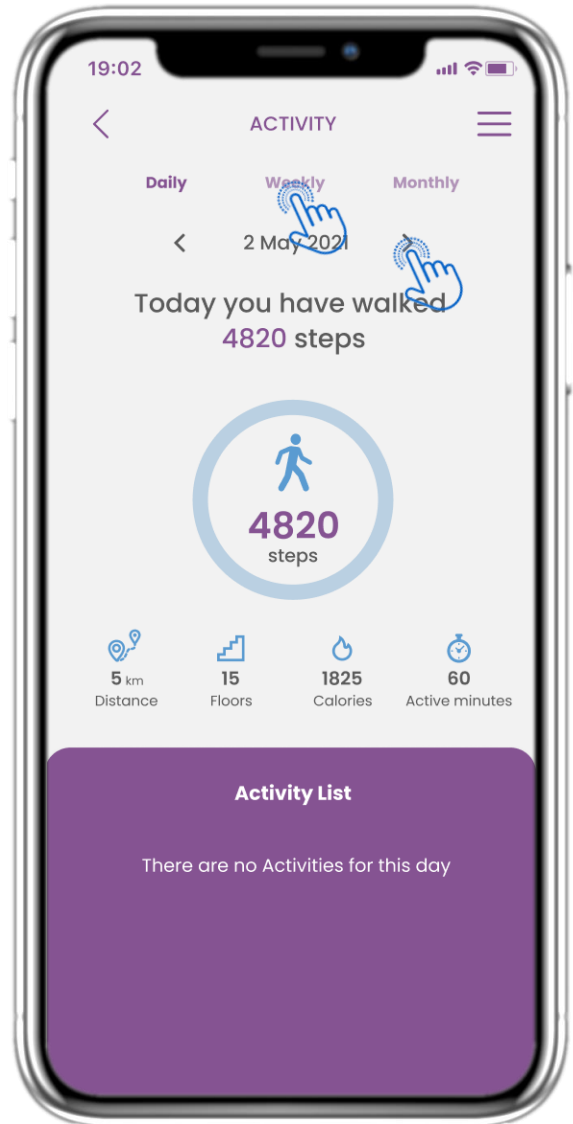 19:02
ACTIVITY
Daily Weekly Monthly
2 May 2021
Today you have walked
4820 steps
4820
steps
5 km 15 1825 60
Distance Floors Calories Active minutes
Activity List
There are no Activities for this day